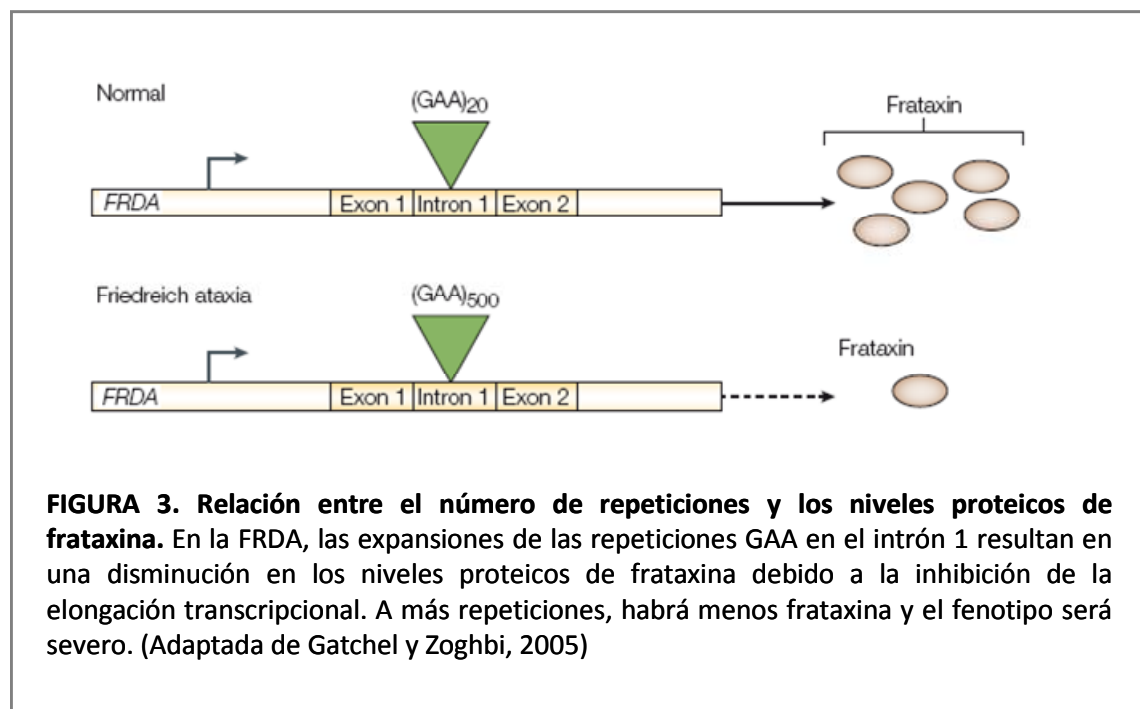 Normal
(GAA)20
Frataxin
FRDA
Exon 1 Intron 1 Exon 2
Friedreich ataxia
(GAA)500
Frataxin
FRDA
Exon 1 Intron 1 Exon 2
FIGURA 3. Relación entre el número de repeticiones y los niveles proteicos de
frataxina. En la FRDA, las expansiones de las repeticiones GAA en el intrón 1 resultan en
una disminución en los niveles proteicos de frataxina debido a la inhibición de la
elongación transcripcional. A más repeticiones, habrá menos frataxina y el fenotipo será
severo. (Adaptada de Gatchel y Zoghbi, 2005)